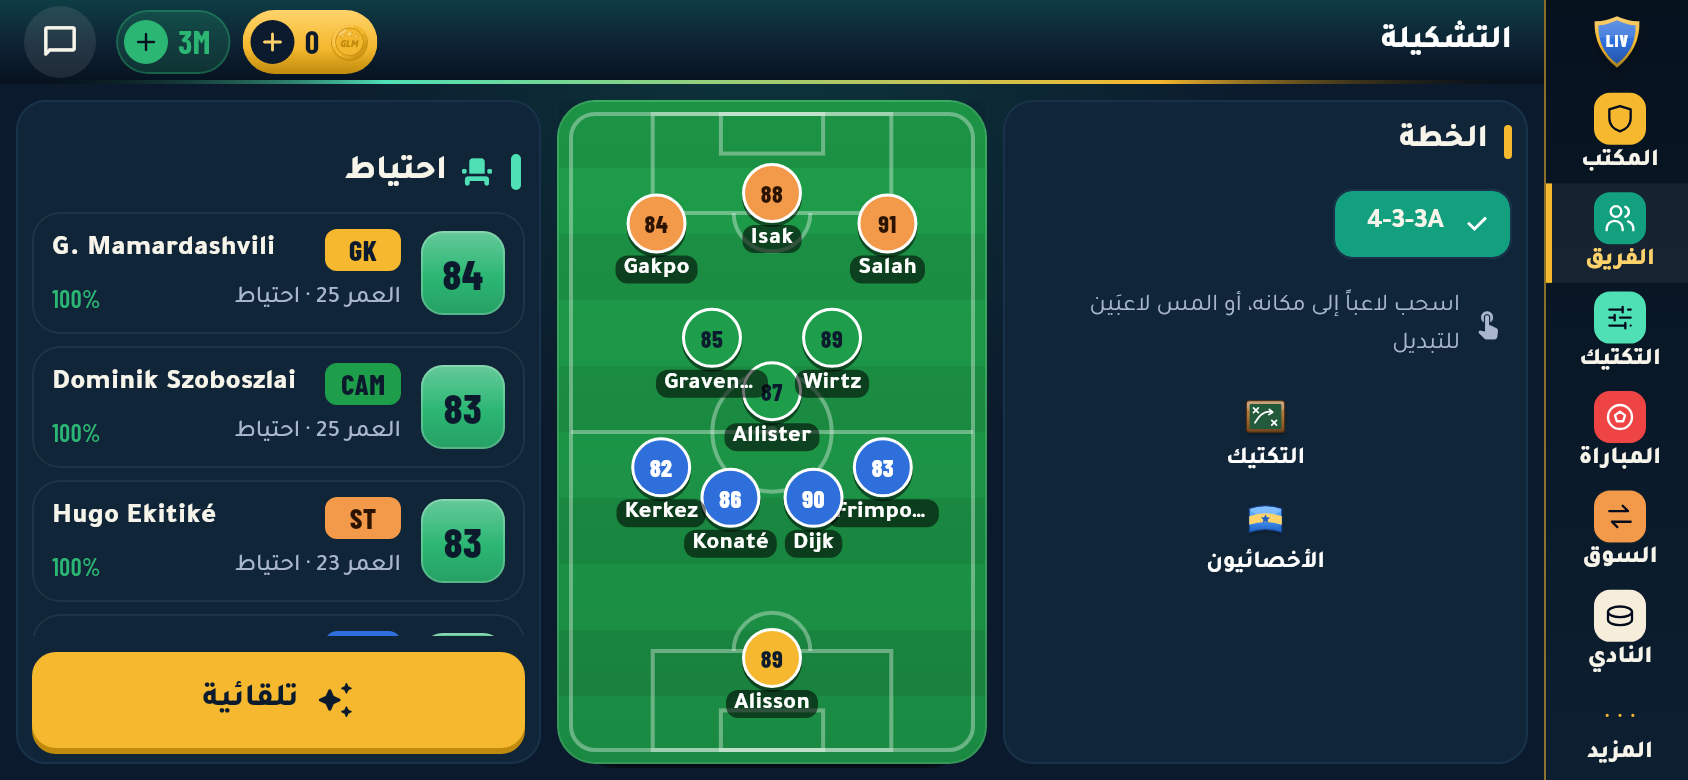 LIV
المكتب
الفريق
التكتيك
المباراة
السوق
النادي
...
المزيد
التشكيلة
0
GLM
3M
الخطة
4-3-3A
اسحب لاعباً إلى مكانه، أو المس لاعبَين
للتبديل
التكتيك
الأخصائيون
88
Isak
84
Gakpo
91
Salah
85
Graven...
89
Wirtz
87
Allister
82
Kerkez
83
Frimpo...
86
Konaté
90
Dijk
89
Alisson
احتياط
G. Mamardashvili
GK
84
العمر 25 · احتياط
100%
Dominik Szoboszlai
CAM
83
العمر 25 · احتياط
100%
Hugo Ekitiké
ST
83
العمر 23 · احتياط
100%
تلقائية